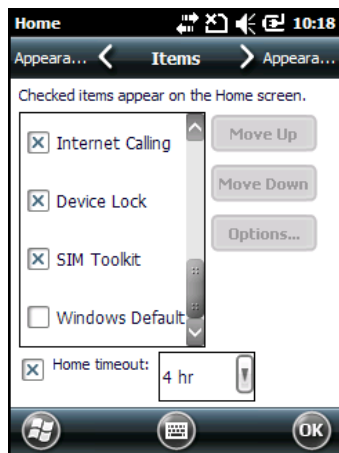 Home 10:18
Appeara... Items Appeara...
Checked items appear on the Home screen.
Internet Calling
Move Up
Device Lock
Move Down
Options...
SIM Toolkit
Windows Default
Home timeout:
4 hr
OK